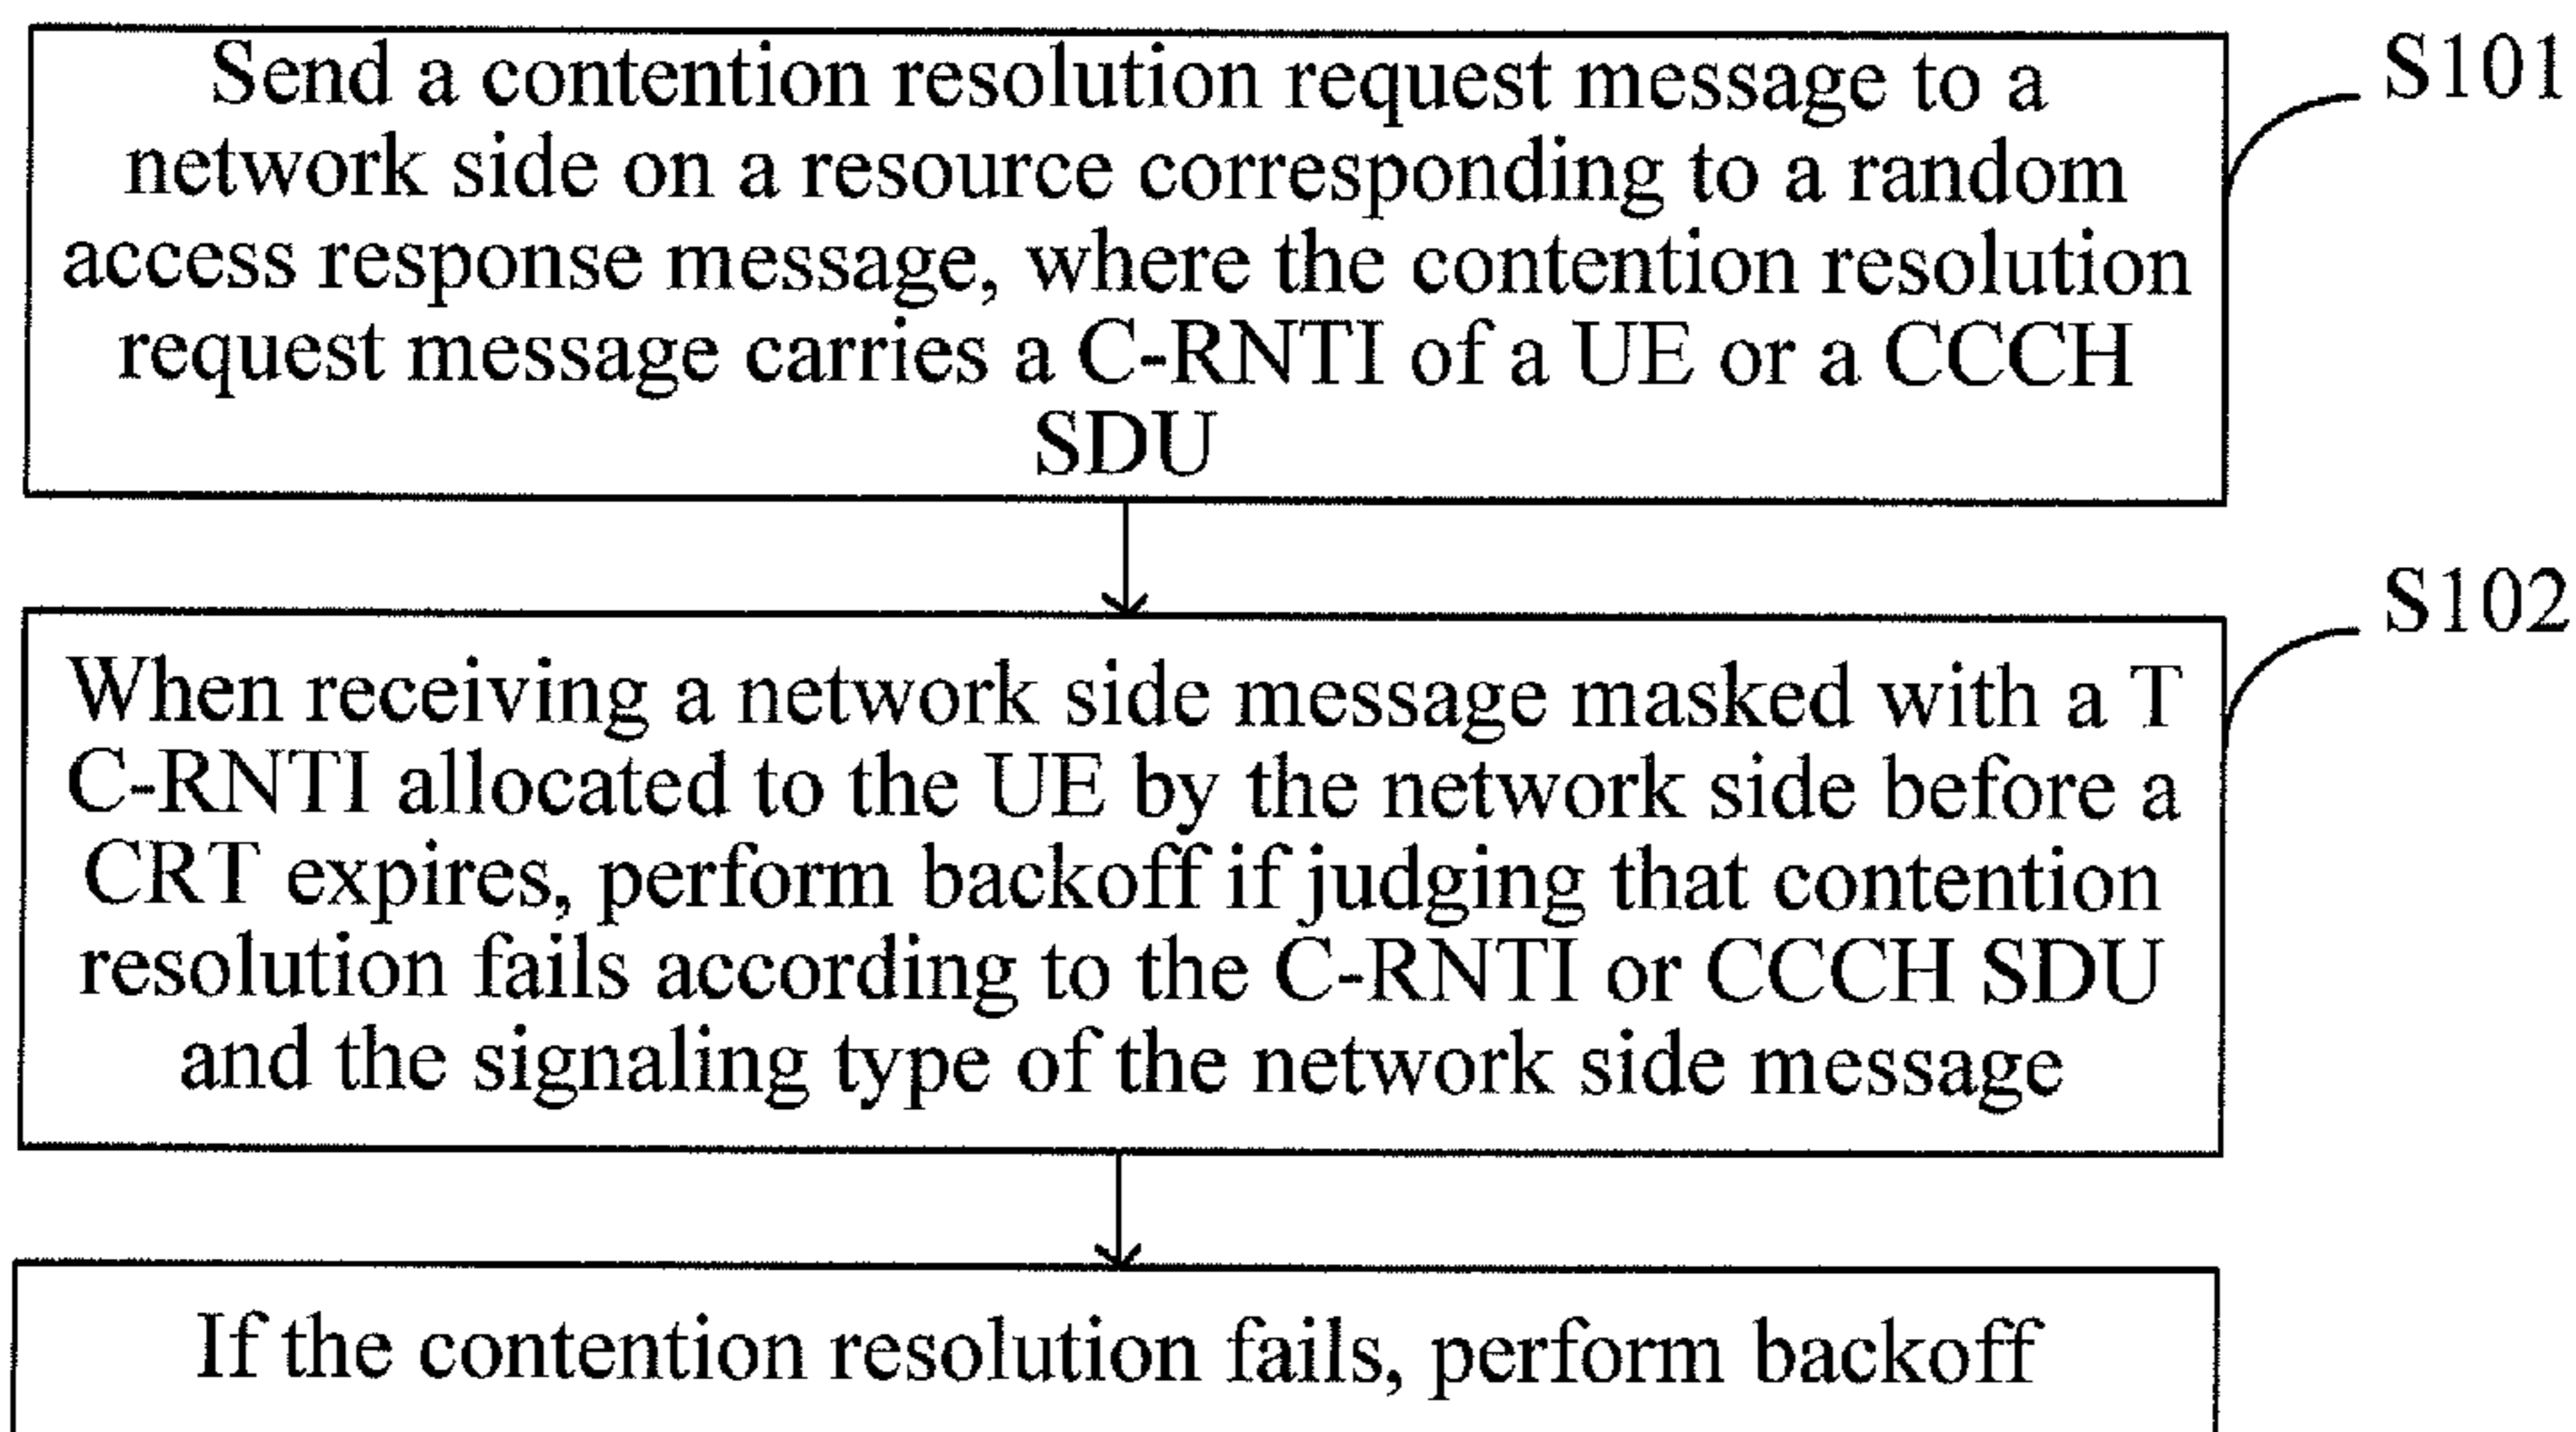 Send a contention resolution request message to a
network side on a resource corresponding to a random
access response message, where the contention resolution
request message carries a C-RNTI of a UE or a CCCH
SDU
S101
When receiving a network side message masked with a T
C-RNTI allocated to the UE by the network side before a
CRT expires, perform backoff if judging that contention
resolution fails according to the C-RNTI or CCCH SDU
and the signaling type of the network side message
S102
If the contention resolution fails, perform backoff